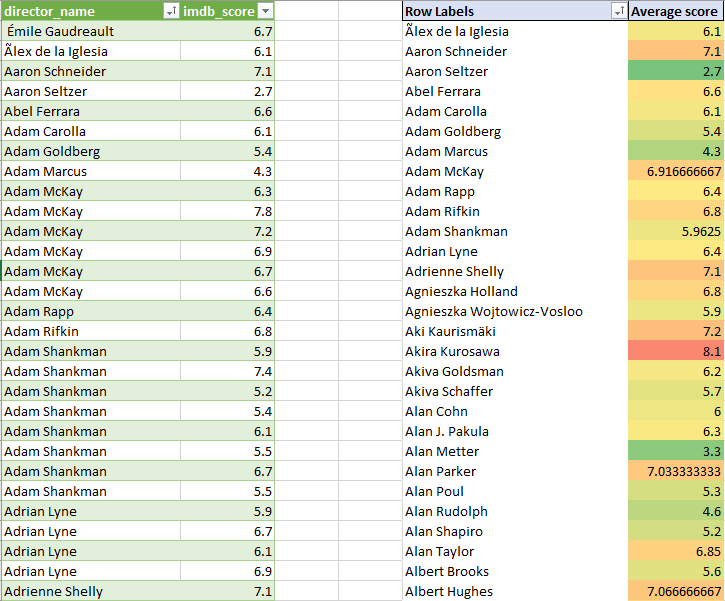 director_name imdb_score Row Labels Average score
Émile Gaudreault 6.7 Ãlex de la Iglesia 6.1
Ãlex de la Iglesia 6.1 Aaron Schneider 7.1
Aaron Schneider 7.1 Aaron Seltzer 2.7
Aaron Seltzer 2.7 Abel Ferrara 6.6
Abel Ferrara 6.6 Adam Carolla 6.1
Adam Carolla 6.1 Adam Goldberg 5.4
Adam Goldberg 5.4 Adam Marcus 4.3
Adam Marcus 4.3 Adam McKay 6.916666667
Adam McKay 6.3 Adam Rapp 6.4
Adam McKay 7.8 Adam Rifkin 6.8
Adam McKay 7.2 Adam Shankman 5.9625
Adam McKay 6.9 Adrian Lyne 6.4
Adam McKay 6.7 Adrienne Shelly 7.1
Adam McKay 6.6 Agnieszka Holland 6.8
Adam Rapp 6.4 Agnieszka Wojtowicz-Vosloo 5.9
Adam Rifkin 6.8 Aki Kaurismäki 7.2
Adam Shankman 5.9 Akira Kurosawa 8.1
Adam Shankman 7.4 Akiva Goldsman 6.2
Adam Shankman 5.2 Akiva Schaffer 5.7
Adam Shankman 5.4 Alan Cohn 6
Adam Shankman 6.1 Alan J. Pakula 6.3
Adam Shankman 5.5 Alan Metter 3.3
Adam Shankman 6.7 Alan Parker 7.033333333
Adam Shankman 5.5 Alan Poul 5.3
Adrian Lyne 5.9 Alan Rudolph 4.6
Adrian Lyne 6.7 Alan Shapiro 5.2
Adrian Lyne 6.1 Alan Taylor 6.85
Adrian Lyne 6.9 Albert Brooks 5.6
Adrienne Shelly 7.1 Albert Hughes 7.066666667